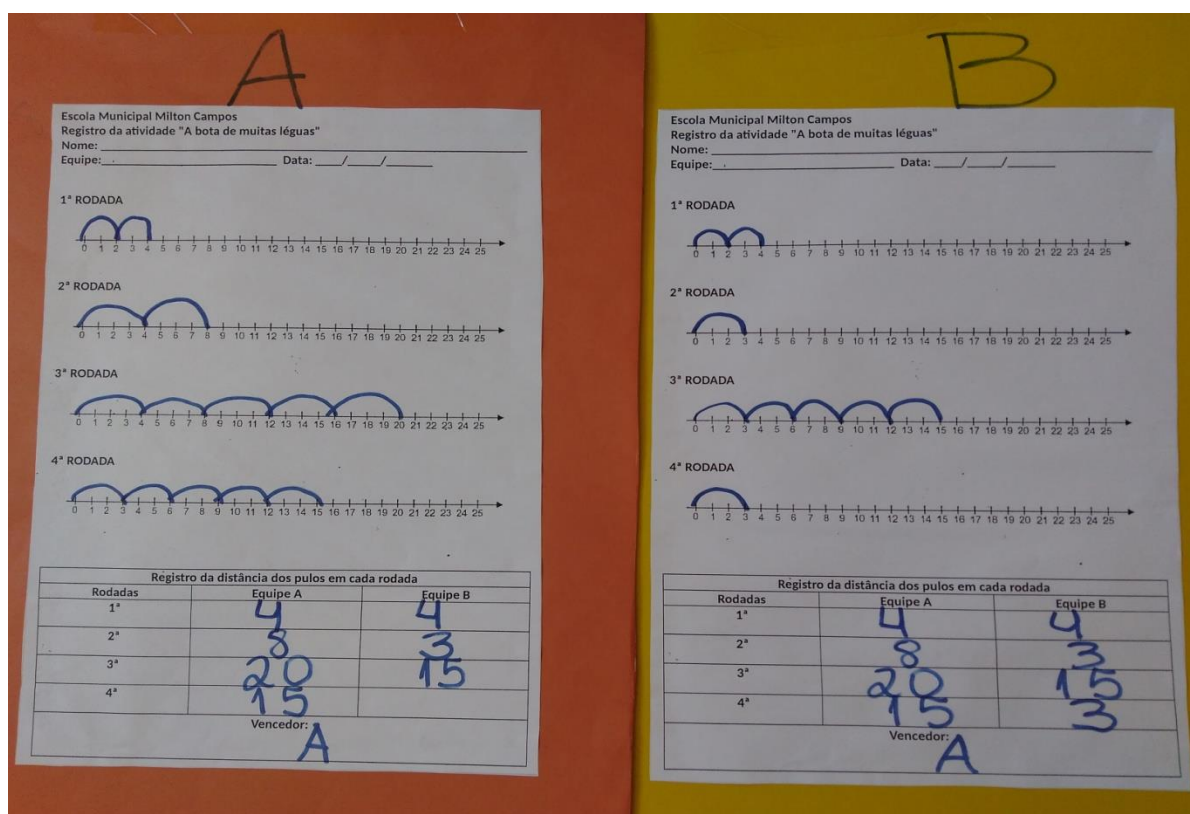 A
Escola Municipal Milton Campos
Registro da atividade "A bota de muitas léguas"
Nome:
Equipe: Data: / /
1ª RODADA
0 1 2 3 4 5 6 7 8 9 10 11 12 13 14 15 16 17 18 19 20 21 22 23 24 25
2ª RODADA
0 1 2 3 4 5 6 7 8 9 10 11 12 13 14 15 16 17 18 19 20 21 22 23 24 25
3ª RODADA
0 1 2 3 4 5 6 7 8 9 10 11 12 13 14 15 16 17 18 19 20 21 22 23 24 25
4ª RODADA
0 1 2 3 4 5 6 7 8 9 10 11 12 13 14 15 16 17 18 19 20 21 22 23 24 25
Registro da distância dos pulos em cada rodada
Rodadas Equipe A Equipe B
1ª 4 4
2ª 8 3
3ª 20 15
4ª 15
Vencedor:
A
B
Escola Municipal Milton Campos
Registro da atividade "A bota de muitas léguas"
Nome:
Equipe: Data: / /
1ª RODADA
0 1 2 3 4 5 6 7 8 9 10 11 12 13 14 15 16 17 18 19 20 21 22 23 24 25
2ª RODADA
0 1 2 3 4 5 6 7 8 9 10 11 12 13 14 15 16 17 18 19 20 21 22 23 24 25
3ª RODADA
0 1 2 3 4 5 6 7 8 9 10 11 12 13 14 15 16 17 18 19 20 21 22 23 24 25
4ª RODADA
0 1 2 3 4 5 6 7 8 9 10 11 12 13 14 15 16 17 18 19 20 21 22 23 24 25
Registro da distância dos pulos em cada rodada
Rodadas Equipe A Equipe B
1ª 4 4
2ª 8 3
3ª 20 15
4ª 15 3
Vencedor:
A